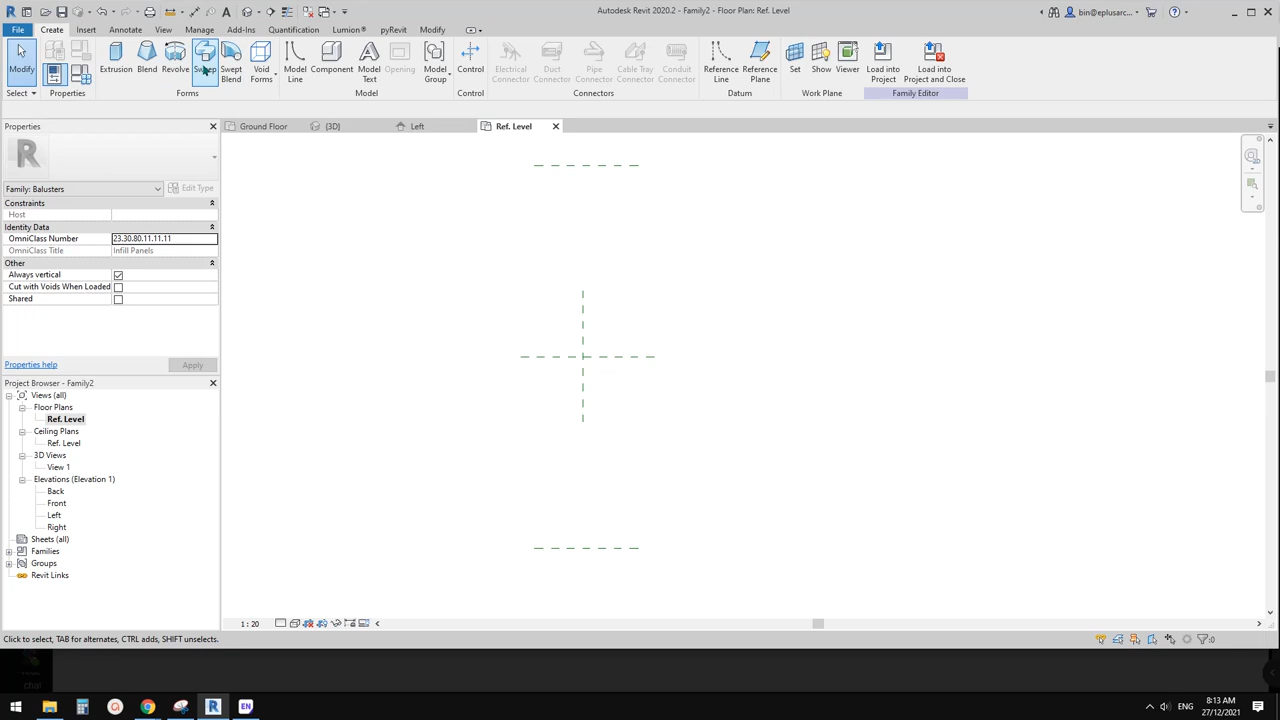 Autodesk Revit 2020.2 - Family2 - Floor Plan: Ref. Level
bin@eplusarc...
File Create Insert Annotate View Manage Add-Ins Quantification Lumion® pyRevit Modify
Modify
Extrusion Blend Revolve Sweep Swept Blend Void Forms
Model Line Component Model Text Opening Model Group
Control
Electrical Connector Duct Connector Pipe Connector Cable Tray Connector Conduit Connector
Reference Line Reference Plane
Set Show Viewer
Load into Project Load into Project and Close
Select Properties Forms Model Control Connectors Datum Work Plane Family Editor
Properties
Ground Floor {3D} Left Ref. Level
R
Family: Balusters Edit Type
Constraints
Host
Identity Data
OmniClass Number 23.30.80.11.11.11
OmniClass Title Infill Panels
Other
Always vertical
Cut with Voids When Loaded
Shared
Properties help Apply
Project Browser - Family2
Views (all)
Floor Plans
Ref. Level
Ceiling Plans
Ref. Level
3D Views
View 1
Elevations (Elevation 1)
Back
Front
Left
Right
Sheets (all)
Families
Groups
Revit Links
1 : 20
Click to select, TAB for alternates, CTRL adds, SHIFT unselects.
:0
EN
ENG
8:13 AM
27/12/2021